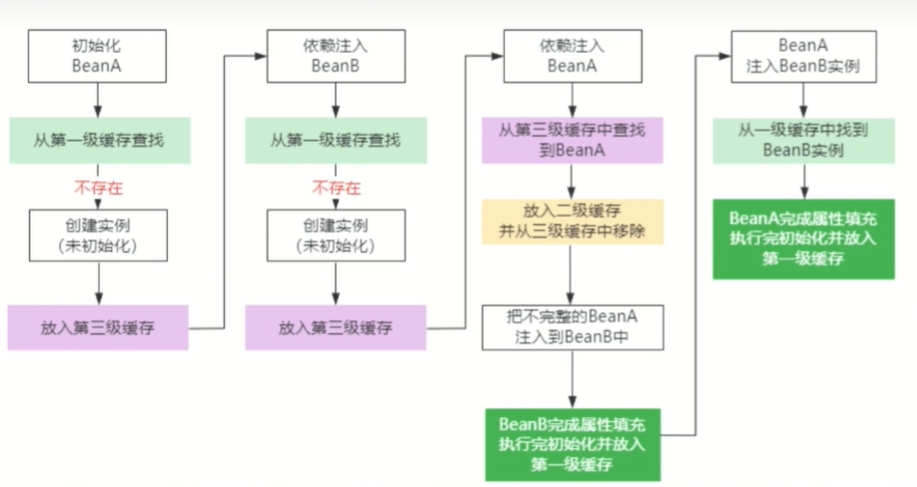 初始化
BeanA
从第一级缓存查找
不存在
创建实例
（未初始化）
放入第三级缓存
依赖注入
BeanB
从第一级缓存查找
不存在
创建实例
（未初始化）
放入第三级缓存
依赖注入
BeanA
从第三级缓存中查找
到BeanA
放入二级缓存
并从三级缓存中移除
把不完整的BeanA
注入到BeanB中
BeanB完成属性填充
执行完初始化并放入
第一级缓存
BeanA
注入BeanB实例
从一级缓存中找到
BeanB实例
BeanA完成属性填充
执行完初始化并放入
第一级缓存